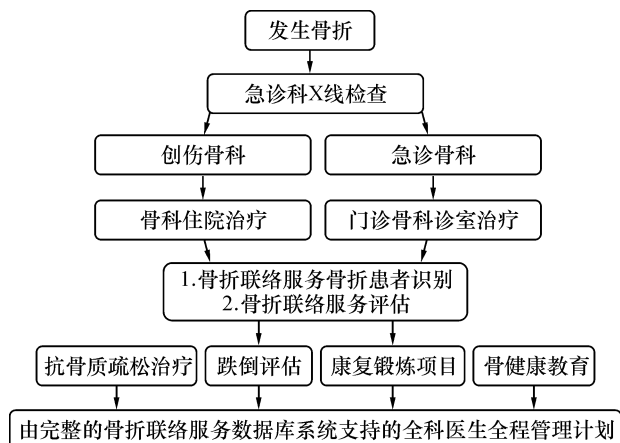 发生骨折
急诊科X线检查
创伤骨科
急诊骨科
骨科住院治疗
门诊骨科诊室治疗
1.骨折联络服务骨折患者识别
2.骨折联络服务评估
抗骨质疏松治疗
跌倒评估
康复锻炼项目
骨健康教育
由完整的骨折联络服务数据库系统支持的全科医生全程管理计划